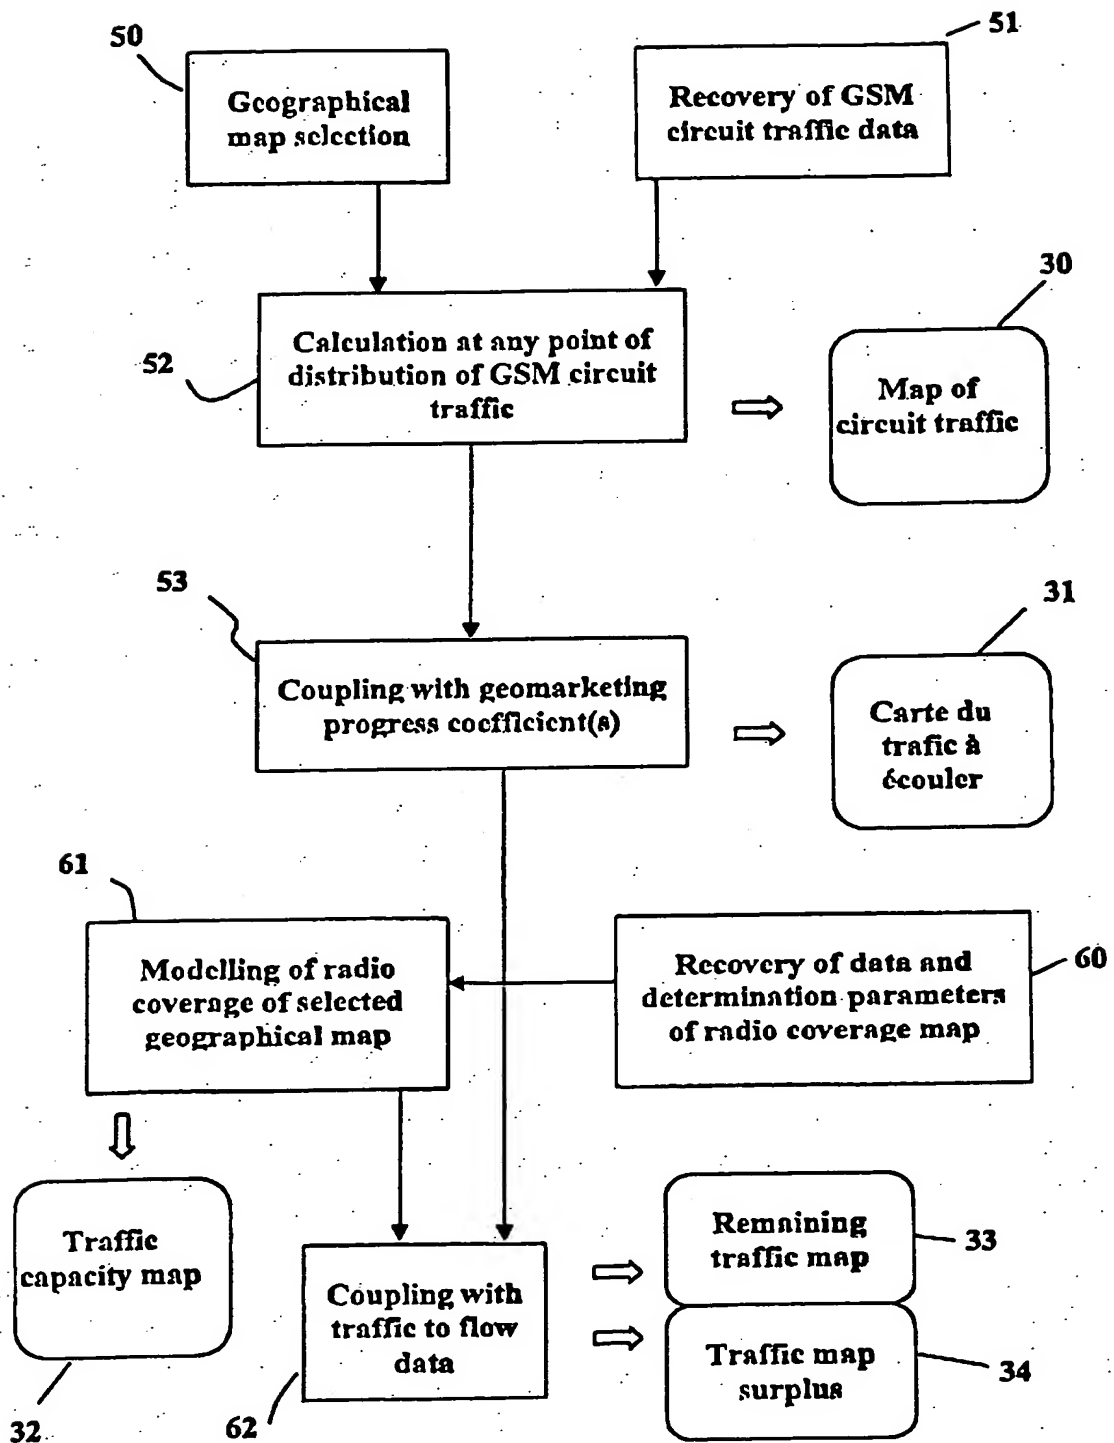 50
51
Geographical
map selection
Recovery of GSM
circuit traffic data
30
52
Calculation at any point of
distribution of GSM circuit
traffic
Map of
circuit traffic
53
31
Coupling with geomarketing
progress coefficient(s)
Carte du
trafic à
écouler
61
Modelling of radio
coverage of selected
geographical map
Recovery of data and
determination parameters
of radio coverage map
60
Traffic
capacity map
Coupling with
traffic to flow
data
Remaining
traffic map
33
Traffic map
surplus
34
32
62